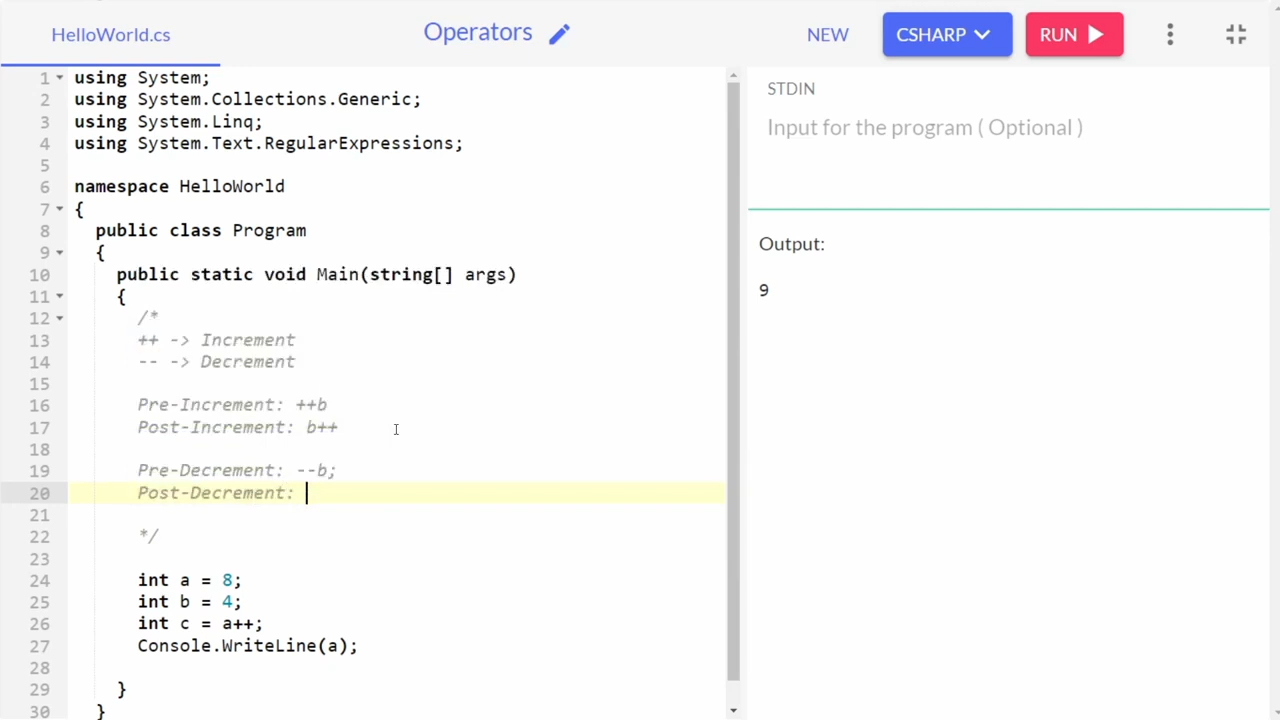 HelloWorld.cs
Operators
NEW
CSHARP
RUN
1 using System;
2 using System.Collections.Generic;
3 using System.Linq;
4 using System.Text.RegularExpressions;
5
6 namespace HelloWorld
7 {
8 public class Program
9 {
10 public static void Main(string[] args)
11 {
12 /*
13 ++ -> Increment
14 -- -> Decrement
15
16 Pre-Increment: ++b
17 Post-Increment: b++
18
19 Pre-Decrement: --b;
20 Post-Decrement:
21
22 */
23
24 int a = 8;
25 int b = 4;
26 int c = a++;
27 Console.WriteLine(a);
28
29 }
30 }
STDIN
Input for the program ( Optional )
Output:
9